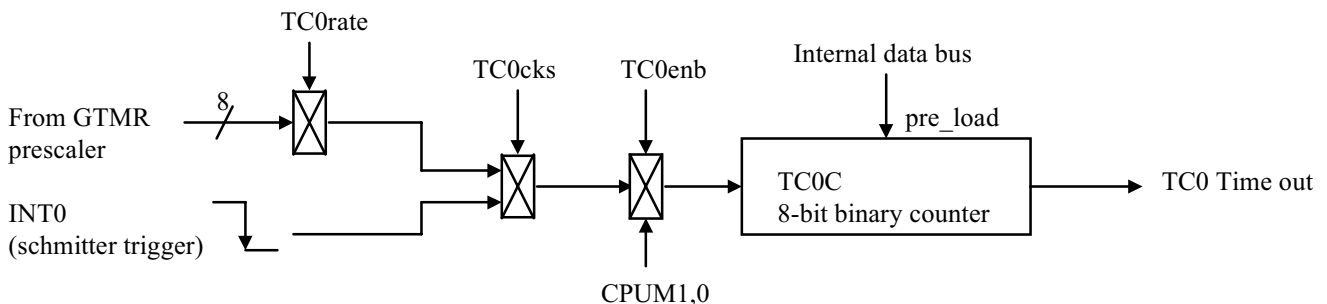 TC0rate
TC0cks
TC0enb
Internal data bus
8
From GTMR
prescaler
pre_load
INT0
(schmitter trigger)
TC0C
8-bit binary counter
TC0 Time out
CPUM1,0